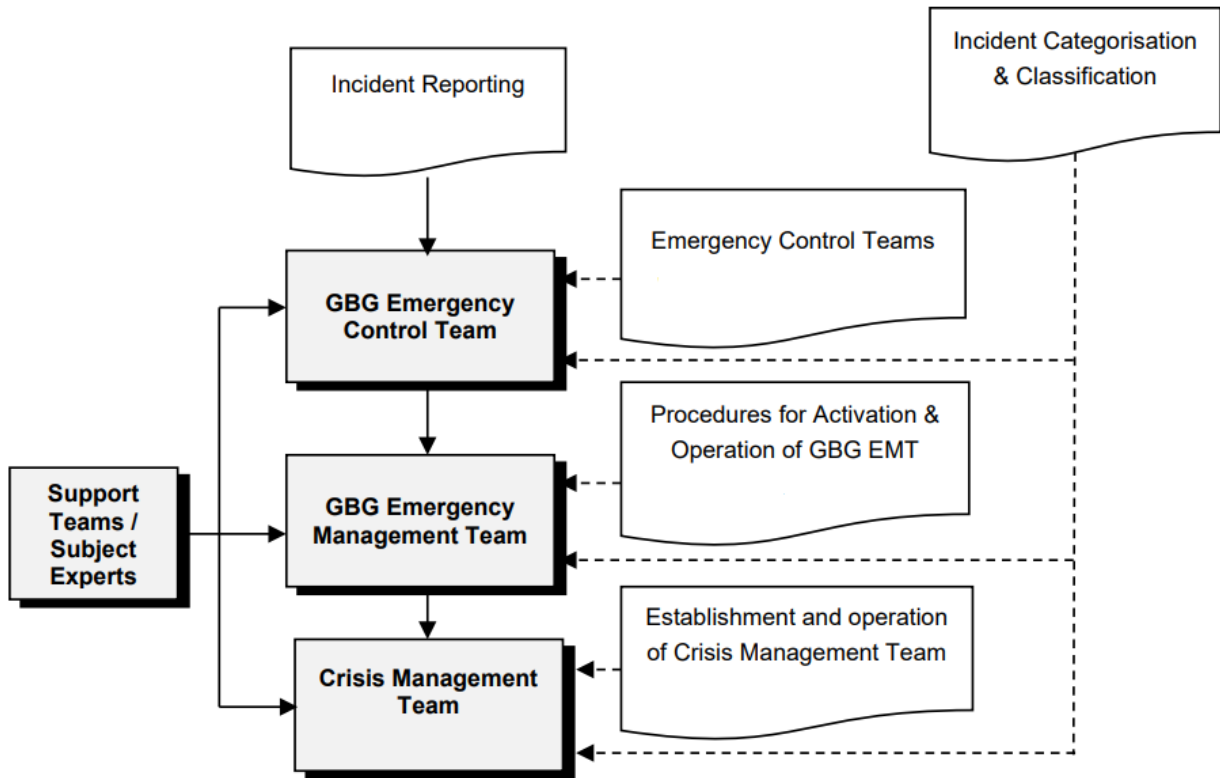 Incident Reporting
Incident Categorisation
& Classification
Emergency Control Teams
GBG Emergency
Control Team
Procedures for Activation &
Operation of GBG EMT
Support
Teams /
Subject
Experts
GBG Emergency
Management Team
Establishment and operation
of Crisis Management Team
Crisis Management
Team